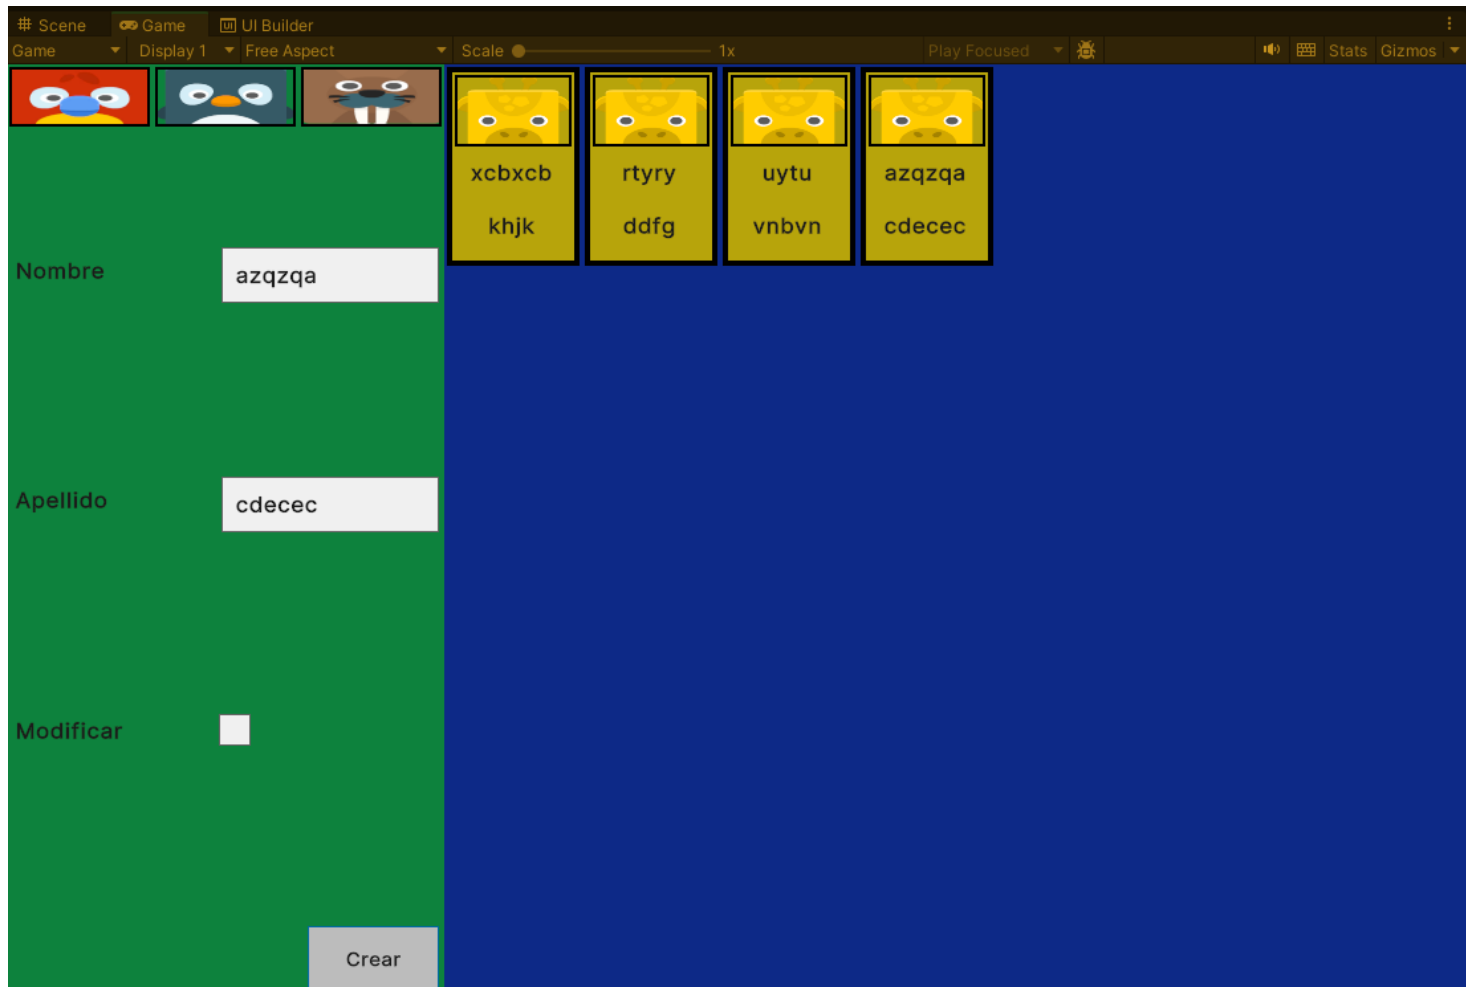 Scene Game UI Builder
Game Display 1 Free Aspect Scale 1x Play Focused Stats Gizmos
xcbxcb rtyry uytu azqzqa
khjk ddfg vnbvn cdecec
Nombre azqzqa
Apellido cdecec
Modificar
Crear